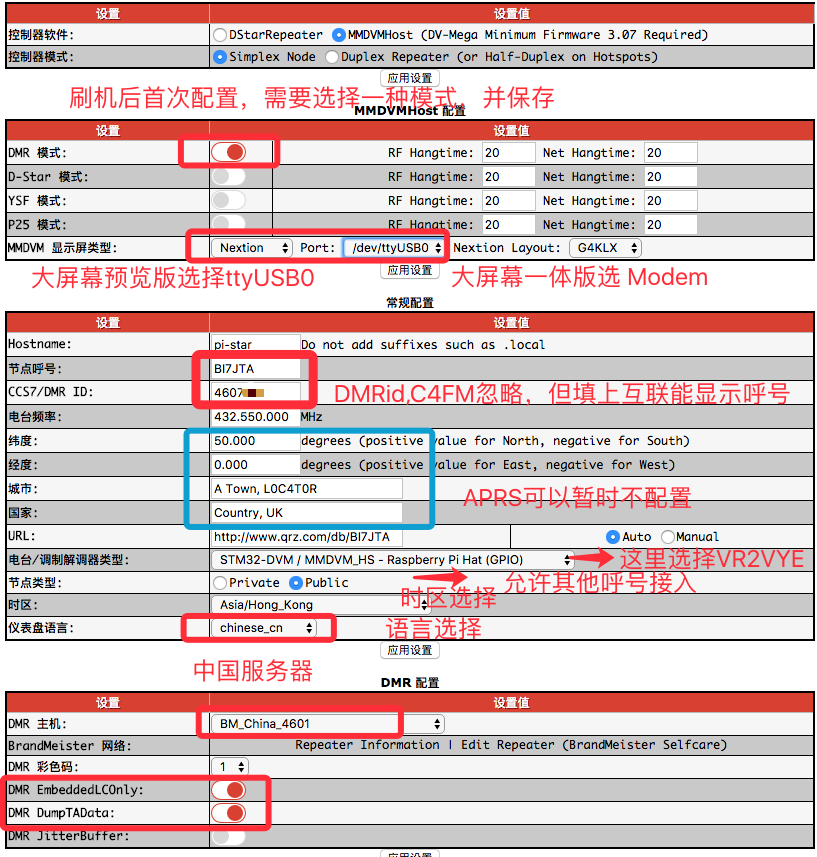 设置 设置值
控制器软件: DStarRepeater MMDVMHost (DV-Mega Minimum Firmware 3.07 Required)
控制器模式: Simplex Node Duplex Repeater (or Half-Duplex on Hotspots)
应用设置
刷机后首次配置，需要选择一种模式，并保存
MMDVMHost 配置
设置 设置值
DMR 模式: RF Hangtime: 20 Net Hangtime: 20
D-Star 模式: RF Hangtime: 20 Net Hangtime: 20
YSF 模式: RF Hangtime: 20 Net Hangtime: 20
P25 模式: RF Hangtime: 20 Net Hangtime: 20
MMDVM 显示屏类型: Nextion Port: /dev/ttyUSB0 Nextion Layout: G4KLX
应用设置
大屏幕预览版选择ttyUSB0 大屏幕一体版选 Modem
常规配置
设置 设置值
Hostname: pi-star Do not add suffixes such as .local
节点呼号: BI7JTA
CCS7/DMR ID: 4607
DMRid,C4FM忽略，但填上互联能显示呼号
电台频率: 432.550.000 MHz
纬度: 50.000 degrees (positive value for North, negative for South)
经度: 0.000 degrees (positive value for East, negative for West)
城市: A Town, L0C4T0R
APRS可以暂时不配置
国家: Country, UK
URL: http://www.qrz.com/db/BI7JTA Auto Manual
电台/调制解调器类型: STM32-DVM / MMDVM_HS - Raspberry Pi Hat (GPIO) 这里选择VR2VYE
节点类型: Private Public 允许其他呼号接入
时区: Asia/Hong_Kong 时区选择
仪表盘语言: chinese_cn 语言选择
应用设置
中国服务器
DMR 配置
设置 设置值
DMR 主机: BM_China_4601
BrandMeister 网络: Repeater Information | Edit Repeater (BrandMeister Selfcare)
DMR 彩色码: 1
DMR EmbeddedLCOnly:
DMR DumpTAData:
DMR JitterBuffer:
应用设置